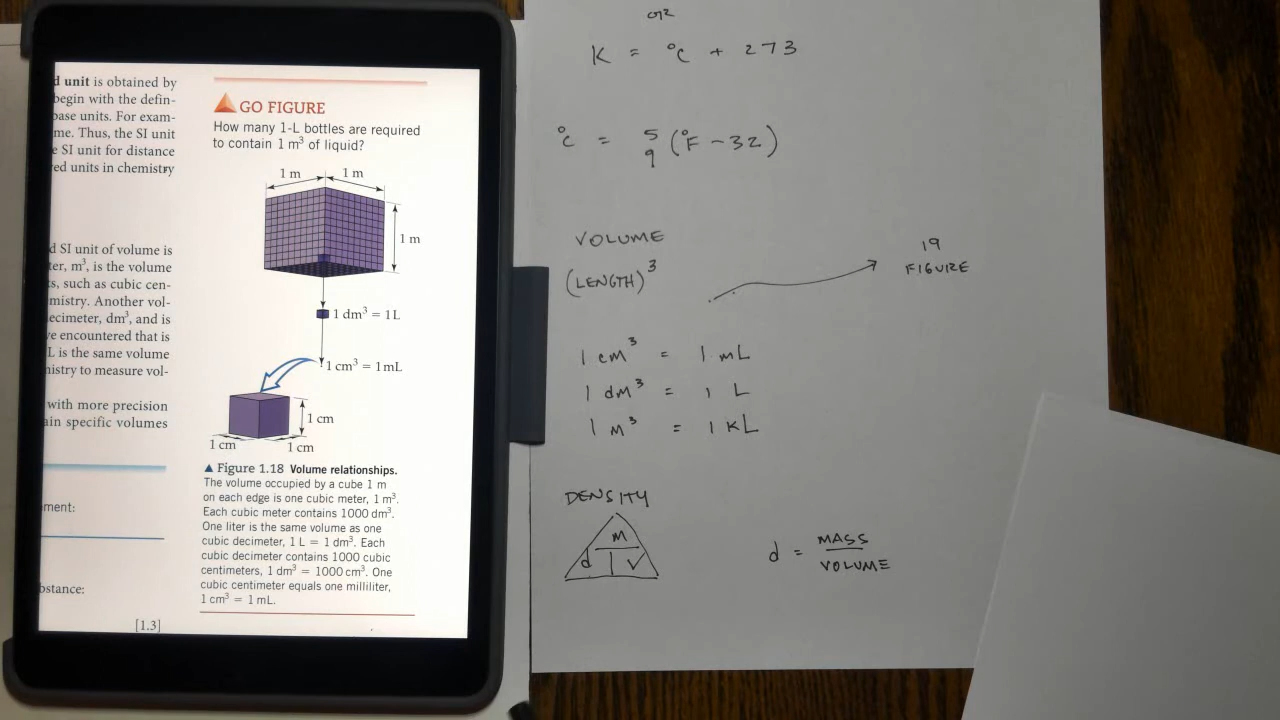 d unit is obtained by
begin with the defin-
base units. For exam-
me. Thus, the SI unit
e SI unit for distance
ed units in chemistry
d SI unit of volume is
ter, m³, is the volume
ts, such as cubic cen-
mistry. Another vol-
ecimeter, dm³, and is
ve encountered that is
L is the same volume
mistry to measure vol-
with more precision
ain specific volumes
ment:
bstance:
[1.3]
GO FIGURE
How many 1-L bottles are required
to contain 1 m³ of liquid?
1 m 1 m
1 m
1 dm³ = 1L
1 cm³ = 1mL
1 cm
1 cm 1 cm
▲ Figure 1.18 Volume relationships.
The volume occupied by a cube 1 m
on each edge is one cubic meter, 1 m³.
Each cubic meter contains 1000 dm³.
One liter is the same volume as one
cubic decimeter, 1 L = 1 dm³. Each
cubic decimeter contains 1000 cubic
centimeters, 1 dm³ = 1000 cm³. One
cubic centimeter equals one milliliter,
1 cm³ = 1 mL.
K = °C + 273
°C = 5/9 (°F - 32)
VOLUME
(LENGTH)³
19
FIGURE
1 cm³ = 1 mL
1 dm³ = 1 L
1 m³ = 1 kL
DENSITY
m
d V
d = MASS
VOLUME